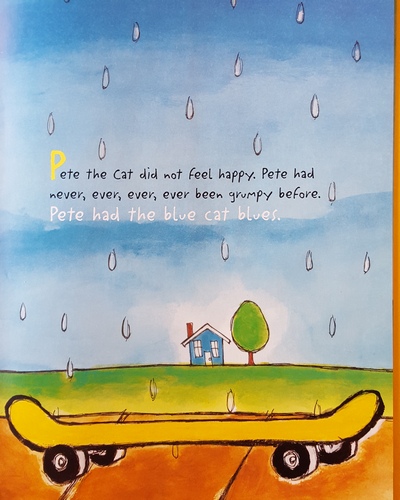 Pete the Cat did not feel happy. Pete had
never, ever, ever, ever been grumpy before.
Pete had the blue cat blues.